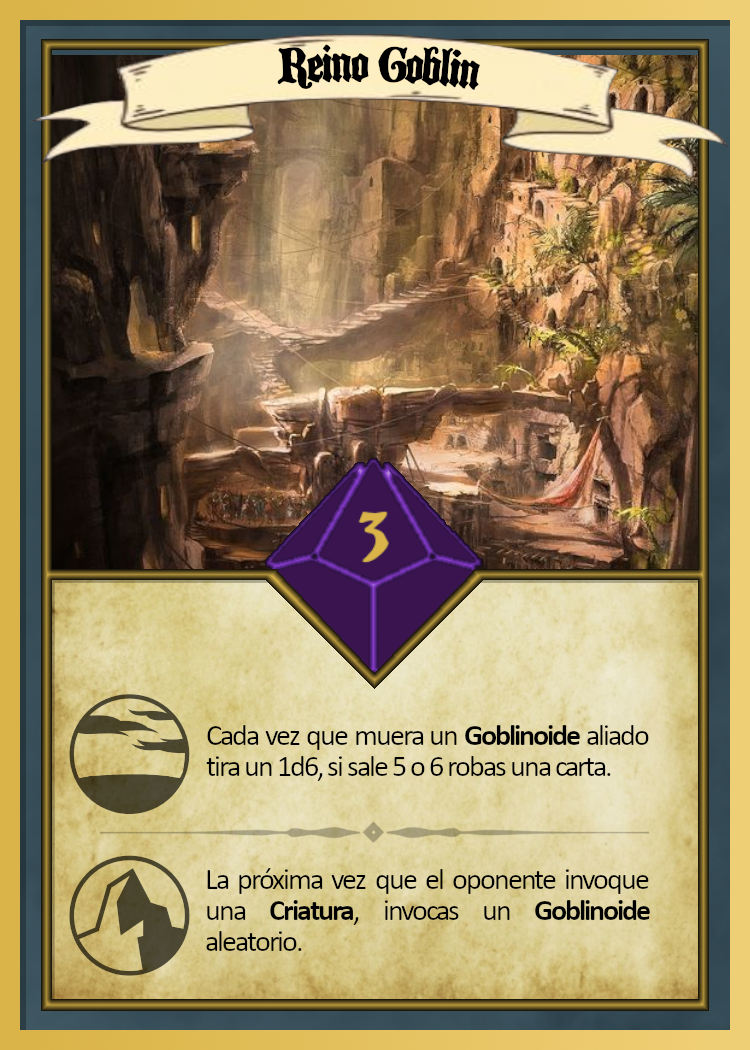 Reino Goblin
3
Cada vez que muera un Goblinoide aliado
tira un 1d6, si sale 5 o 6 robas una carta.
La próxima vez que el oponente invoque
una Criatura, invocas un Goblinoide
aleatorio.